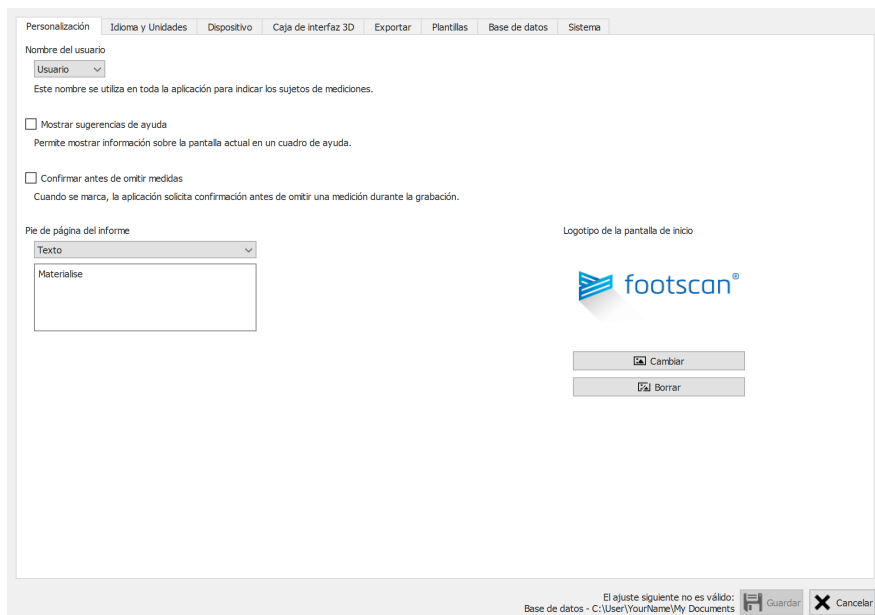 Personalización Idioma y Unidades Dispositivo Caja de interfaz 3D Exportar Plantillas Base de datos Sistema
Nombre del usuario
Usuario
Este nombre se utiliza en toda la aplicación para indicar los sujetos de mediciones.
Mostrar sugerencias de ayuda
Permite mostrar información sobre la pantalla actual en un cuadro de ayuda.
Confirmar antes de omitir medidas
Cuando se marca, la aplicación solicita confirmación antes de omitir una medición durante la grabación.
Pie de página del informe
Texto
Materialise
Logotipo de la pantalla de inicio
footscan®
Cambiar
Borrar
El ajuste siguiente no es válido:
Base de datos - C:\User\YourName\My Documents
Guardar
Cancelar